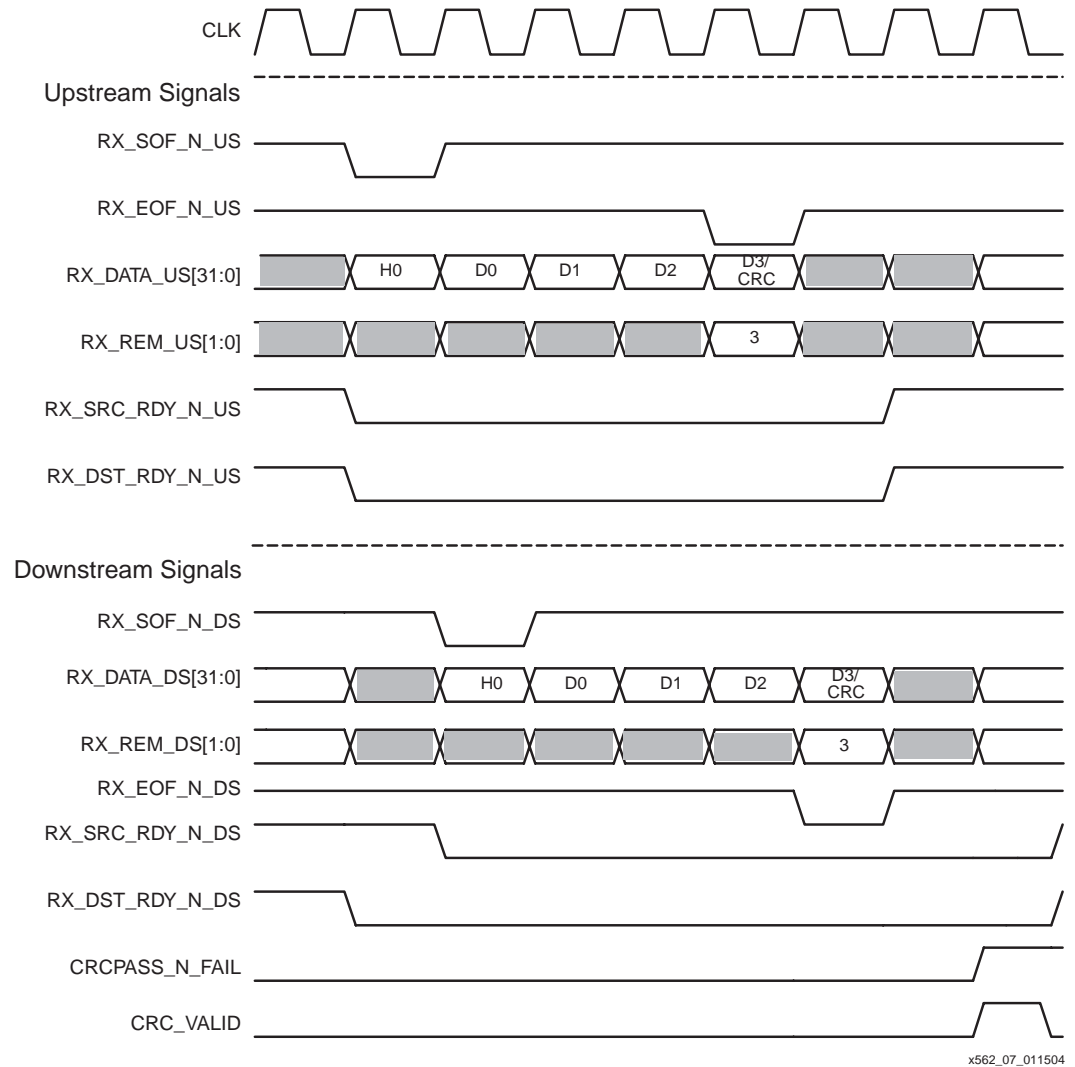 CLK
Upstream Signals
RX_SOF_N_US
RX_EOF_N_US
RX_DATA_US[31:0] H0 D0 D1 D2 D3/
CRC
RX_REM_US[1:0] 3
RX_SRC_RDY_N_US
RX_DST_RDY_N_US
Downstream Signals
RX_SOF_N_DS
RX_DATA_DS[31:0] H0 D0 D1 D2 D3/
CRC
RX_REM_DS[1:0] 3
RX_EOF_N_DS
RX_SRC_RDY_N_DS
RX_DST_RDY_N_DS
CRCPASS_N_FAIL
CRC_VALID
x562_07_011504